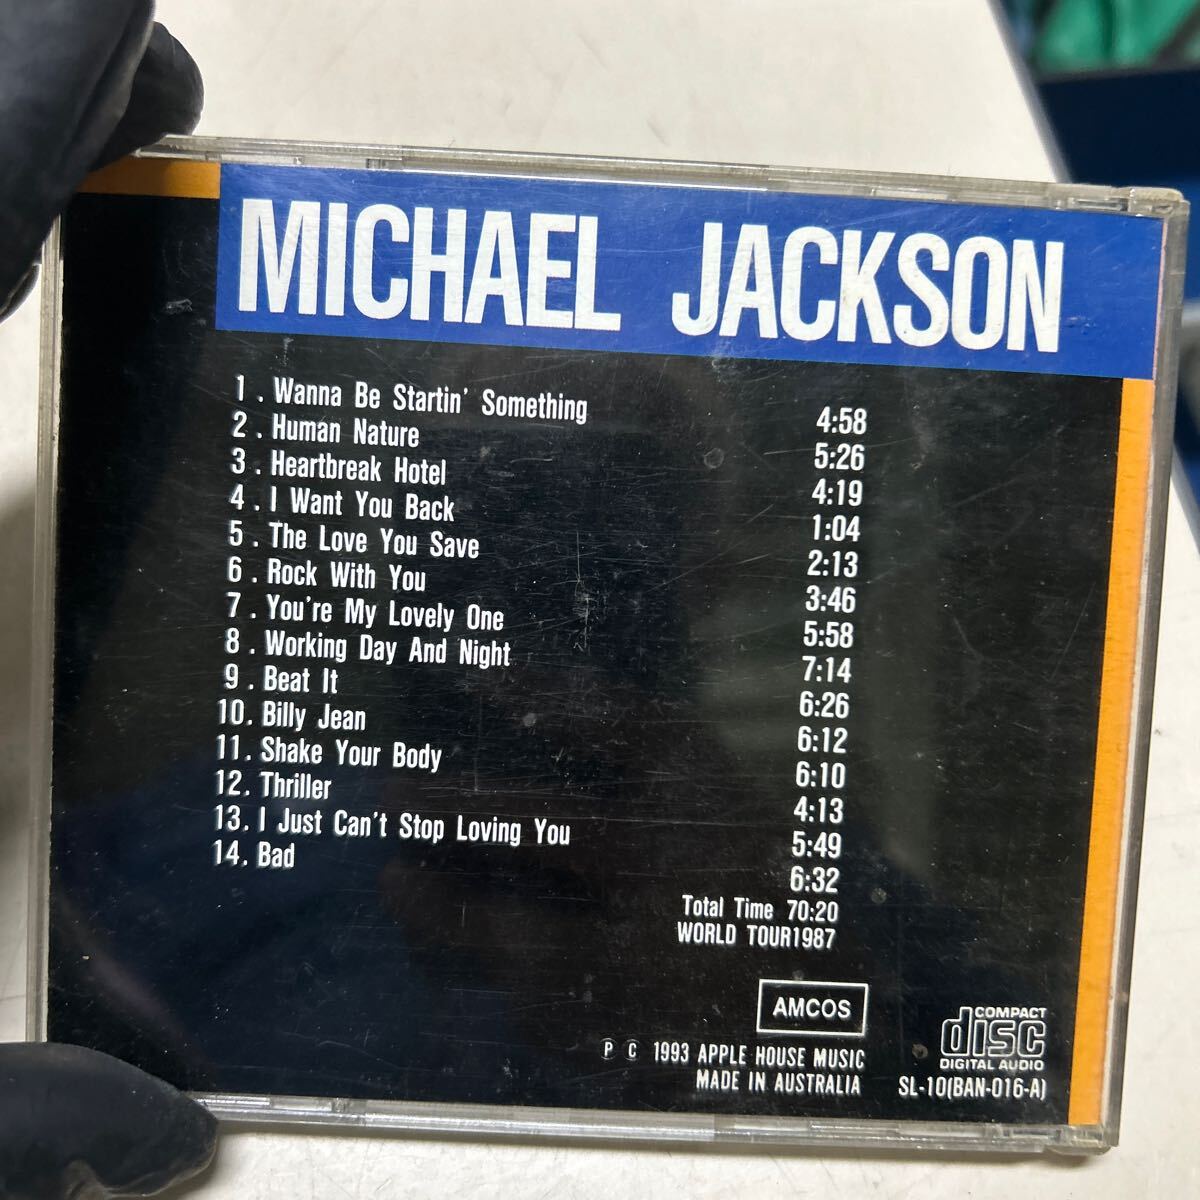 MICHAEL JACKSON
1. Wanna Be Startin' Something 4:58
2. Human Nature 5:26
3. Heartbreak Hotel 4:19
4. I Want You Back 1:04
5. The Love You Save 2:13
6. Rock With You 3:46
7. You're My Lovely One 5:58
8. Working Day And Night 7:14
9. Beat It 6:26
10. Billy Jean 6:12
11. Shake Your Body 6:10
12. Thriller 4:13
13. I Just Can't Stop Loving You 5:49
14. Bad 6:32
Total Time 70:20
WORLD TOUR1987
AMCOS
Ⓟ Ⓒ 1993 APPLE HOUSE MUSIC
MADE IN AUSTRALIA
COMPACT
disc
DIGITAL AUDIO
SL-10(BAN-016-A)